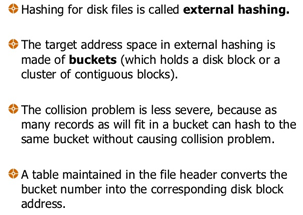 Hashing for disk files is called external hashing.
The target address space in external hashing is
made of buckets (which holds a disk block or a
cluster of contiguous blocks).
The collision problem is less severe, because as
many records as will fit in a bucket can hash to the
same bucket without causing collision problem.
A table maintained in the file header converts the
bucket number into the corresponding disk block
address.